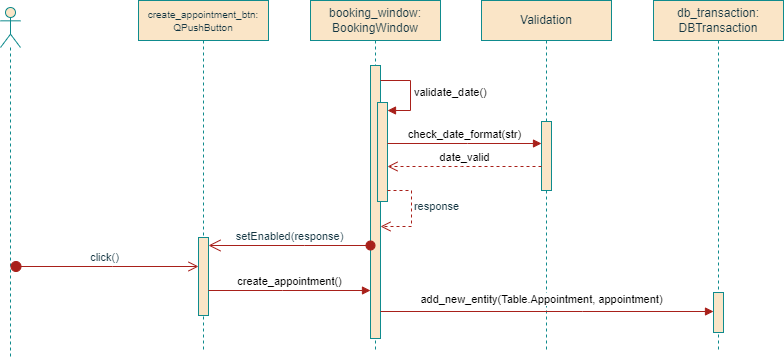 create_appointment_btn:
QPushButton
booking_window:
BookingWindow
Validation
db_transaction:
DBTransaction
validate_date()
check_date_format(str)
date_valid
response
setEnabled(response)
click()
create_appointment()
add_new_entity(Table.Appointment, appointment)